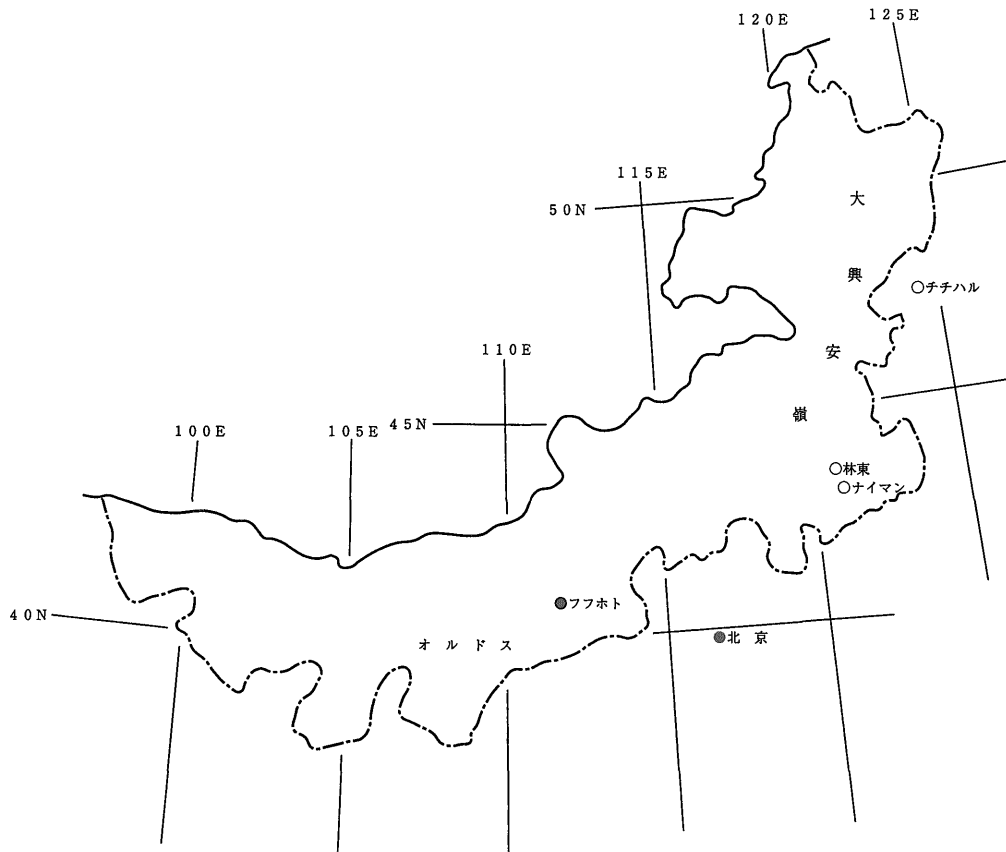 120E
125E
115E
50N
大
興
○チチハル
安
110E
嶺
45N
100E
105E
○林東
○ナイマン
●フフホト
40N
●北京
オルドス